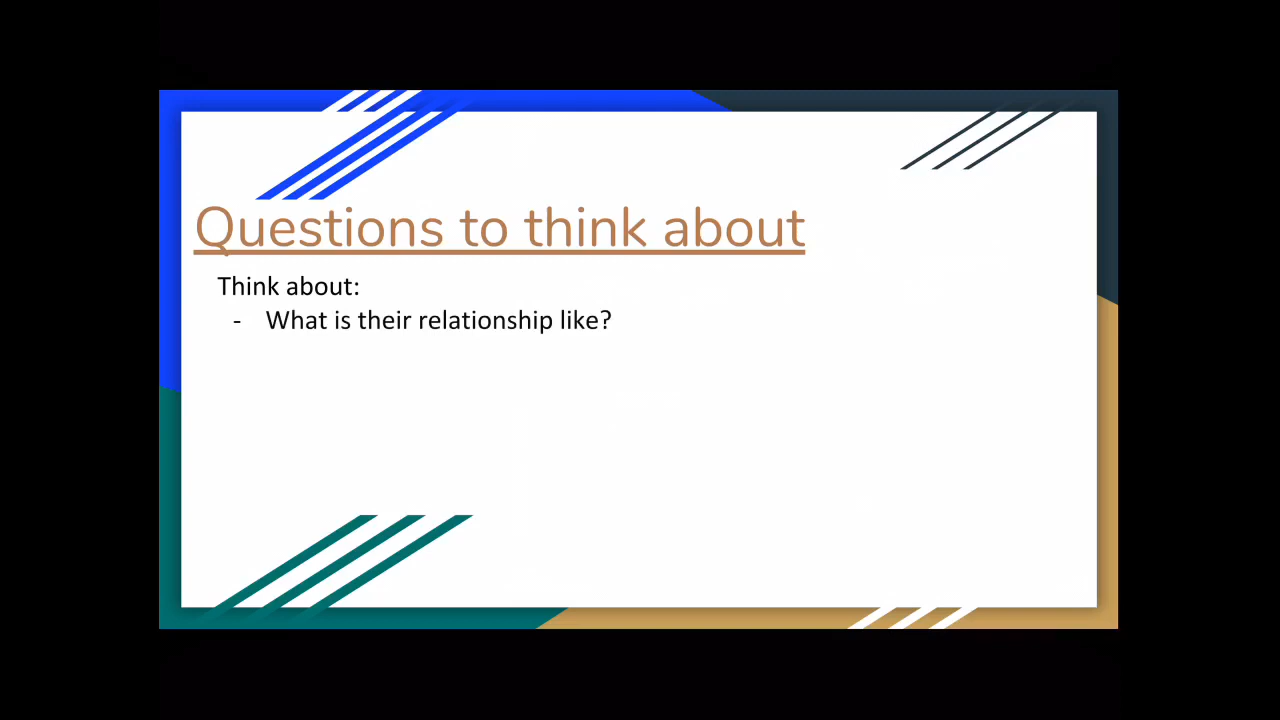 Questions to think about
Think about:
- What is their relationship like?